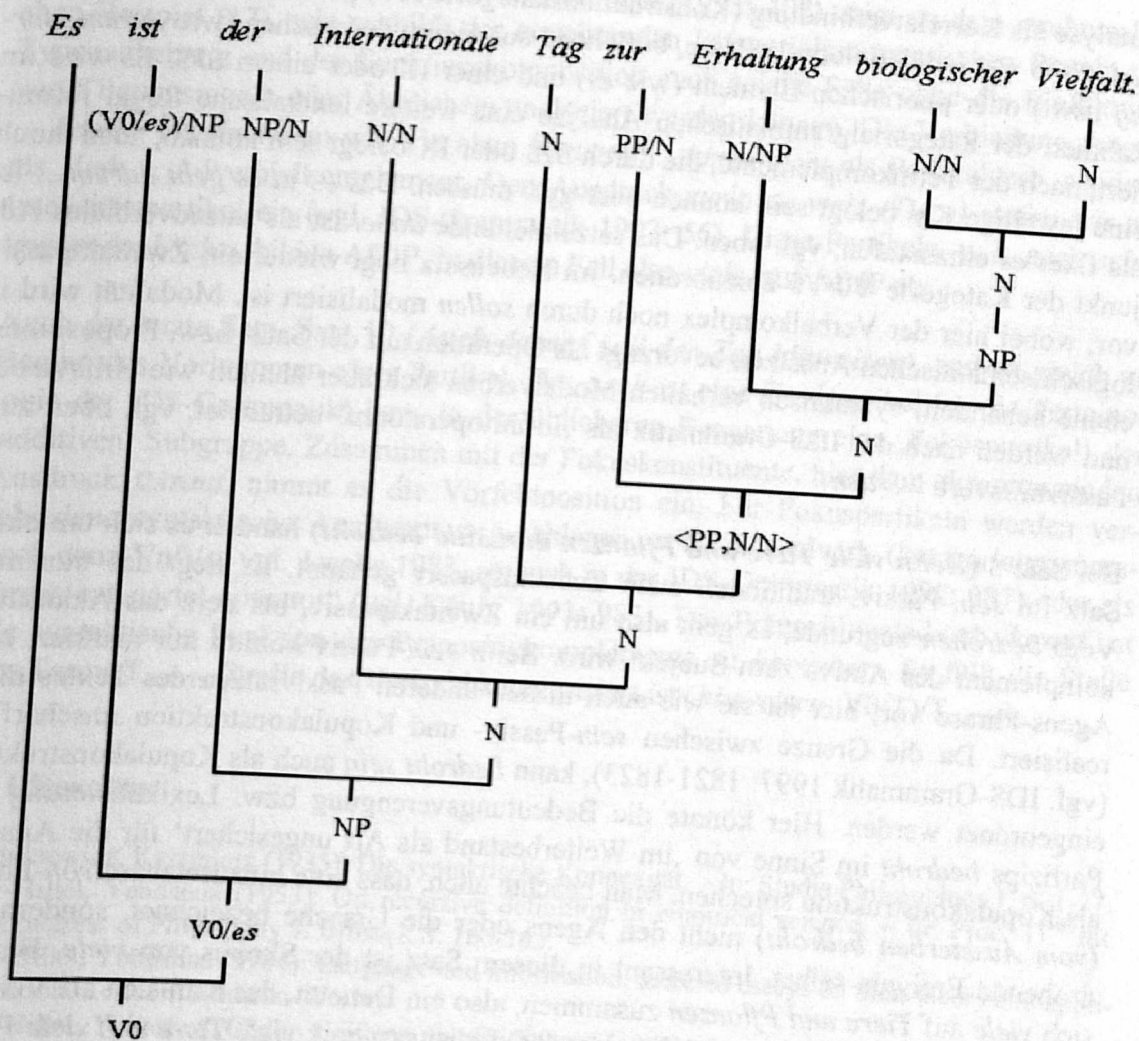 Es ist der Internationale Tag zur Erhaltung biologischer Vielfalt.
(V0/es)/NP NP/N N/N N PP/N N/NP N/N N
N
NP
N
<PP,N/N>
N
N
NP
V0/es
V0